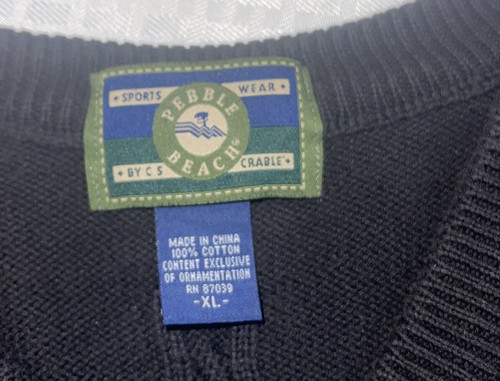 • SPORTS WEAR •
PEBBLE
BEACH®
• BY C S CRABLE •
MADE IN CHINA
100% COTTON
CONTENT EXCLUSIVE
OF ORNAMENTATION
RN 87039
-XL-